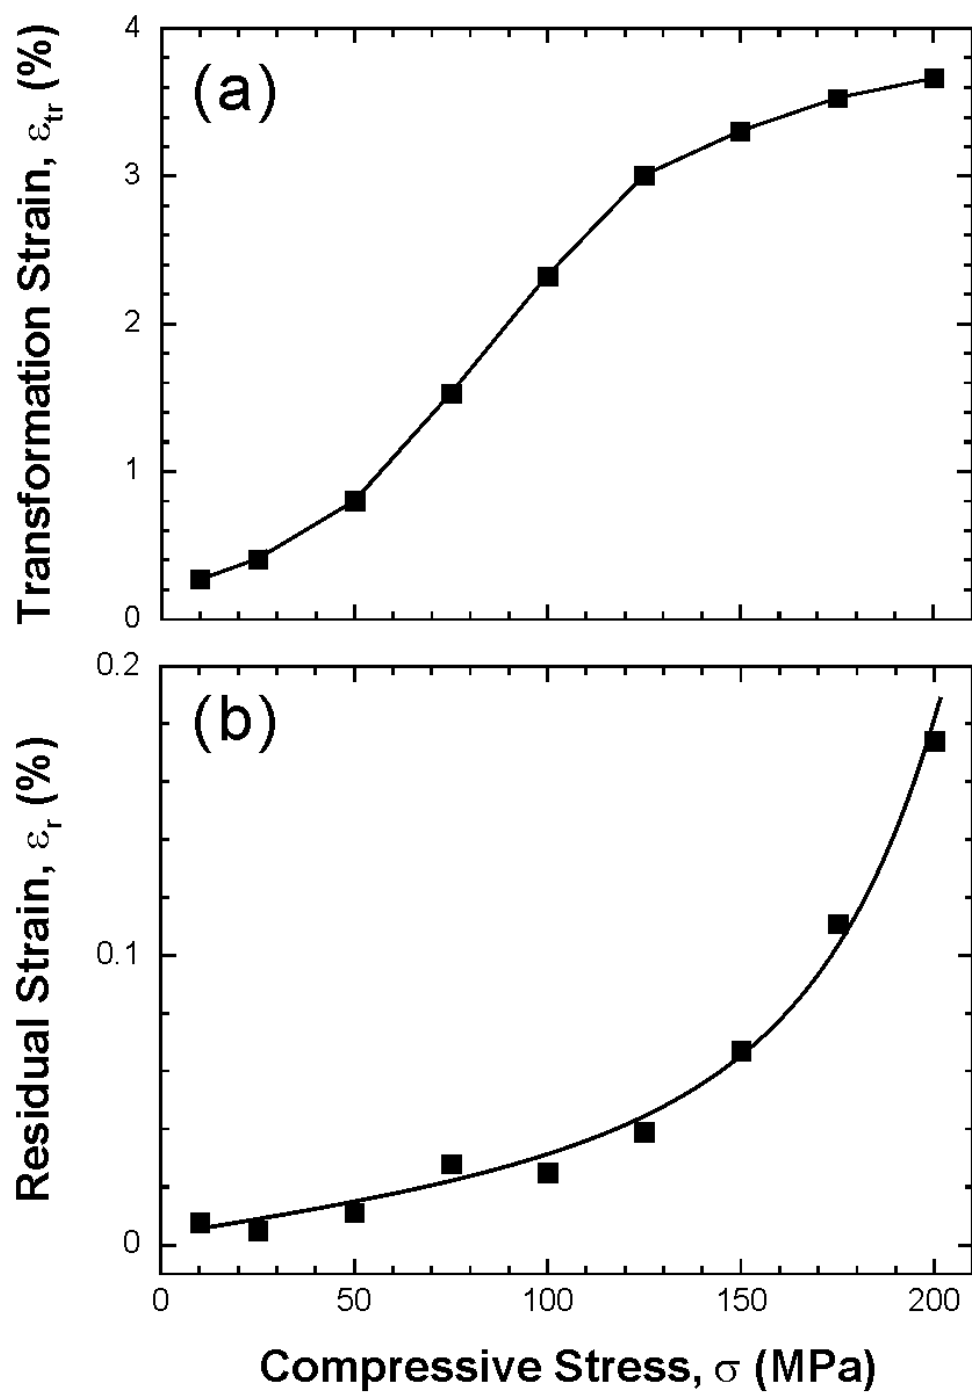 Transformation Strain, εtr (%)
4
3
2
1
0
(a)
Residual Strain, εr (%)
0.2
0.1
0
(b)
0 50 100 150 200
Compressive Stress, σ (MPa)